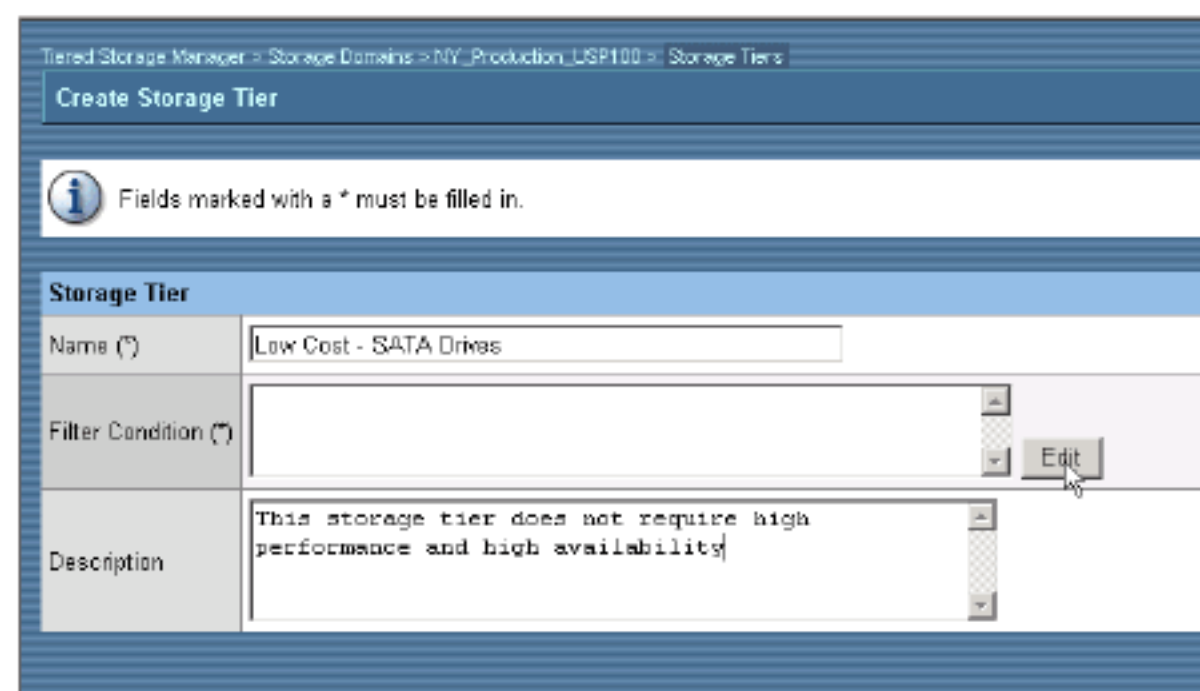 Tiered Storage Manager > Storage Domains > NY_Production_USP100 > Storage Tiers
Create Storage Tier
Fields marked with a * must be filled in.
Storage Tier
Name (*)
Low Cost - SATA Drives
Filter Condition (*)
Edit
Description
This storage tier does not require high
performance and high availability